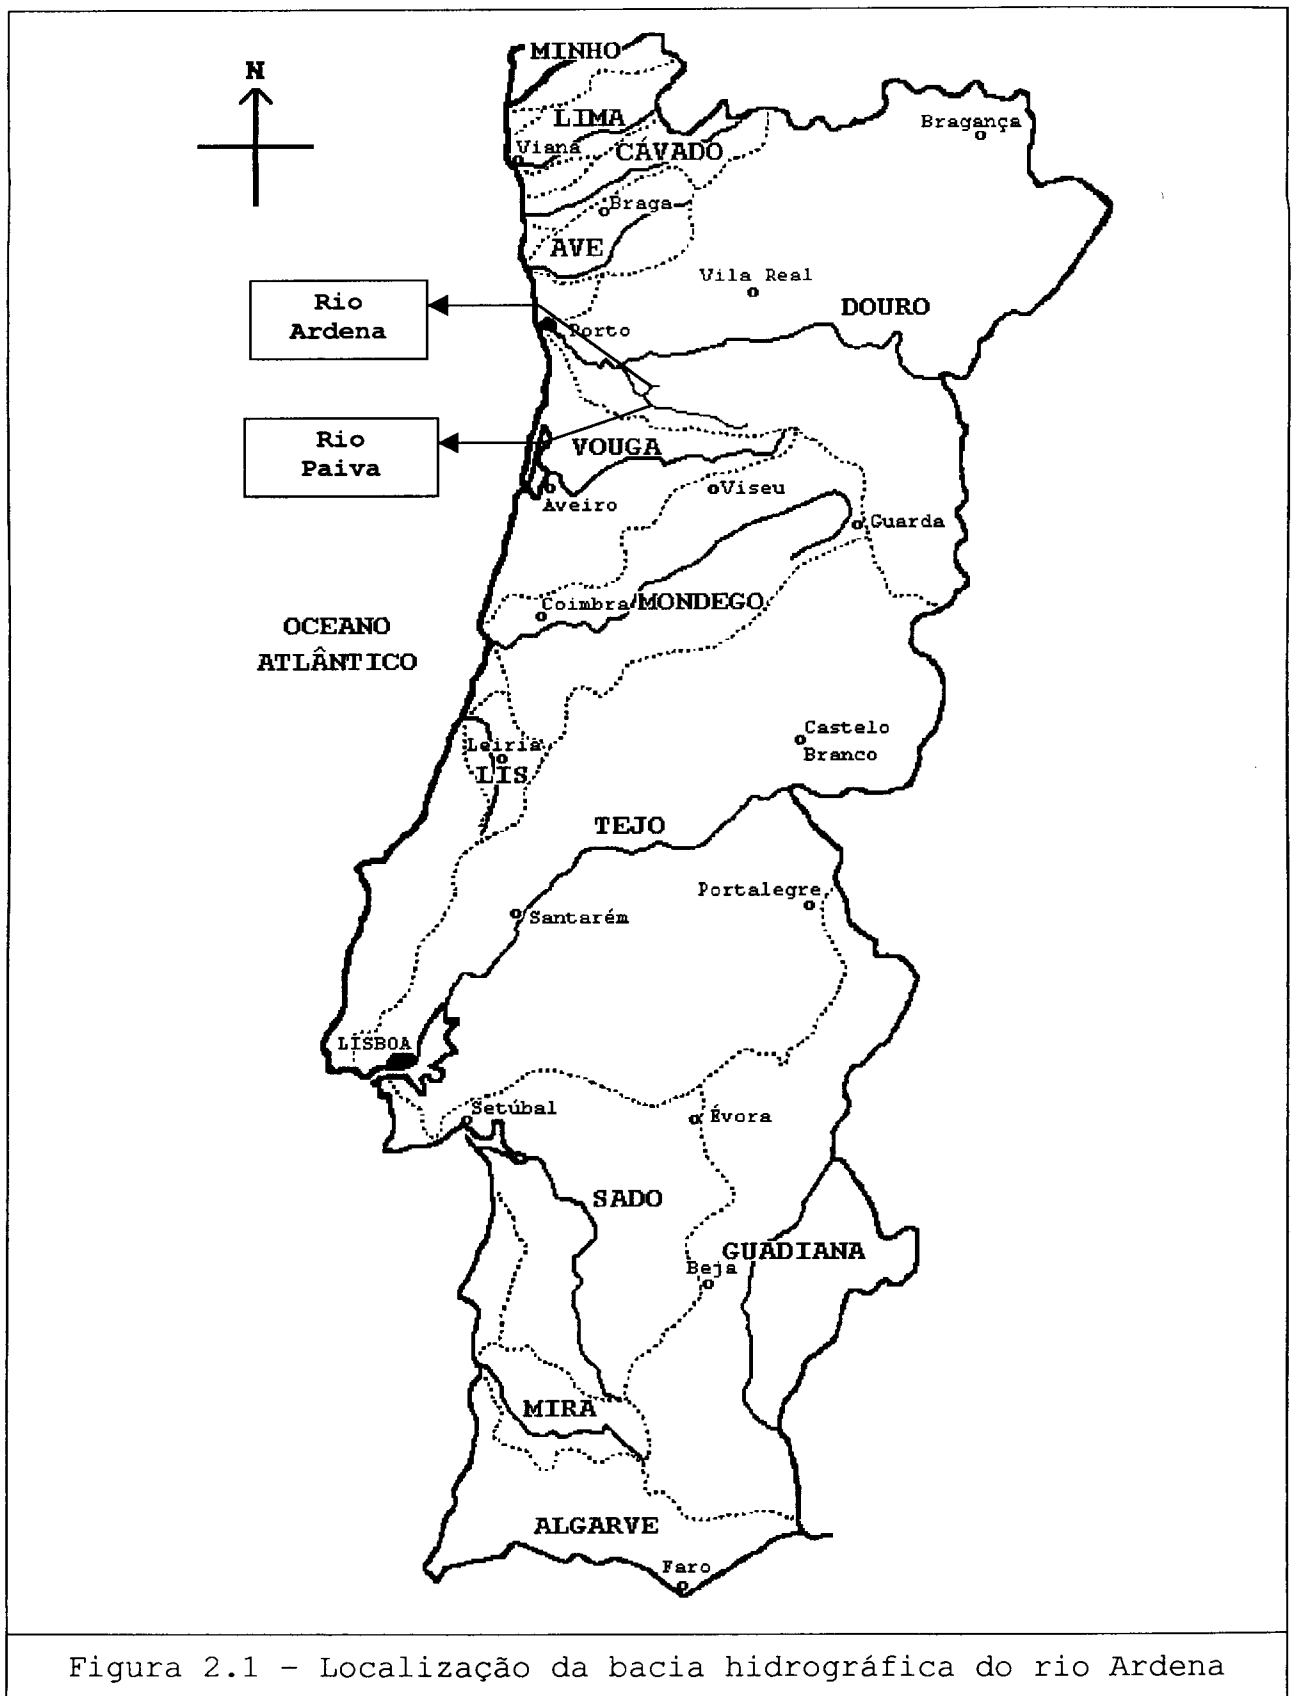 MINHO
N
LIMA
Bragança
Viana
CÁVADO
Braga
AVE
Vila Real
Rio
Ardena
DOURO
Porto
Rio
Paiva
VOUGA
Viseu
Aveiro
Guarda
Coimbra
MONDEGO
OCEANO
ATLÂNTICO
Castelo
Branco
Leiria
LIS
TEJO
Portalegre
Santarém
LISBOA
Setúbal
Évora
SADO
GUADIANA
Beja
MIRA
ALGARVE
Faro
Figura 2.1 - Localização da bacia hidrográfica do rio Ardena